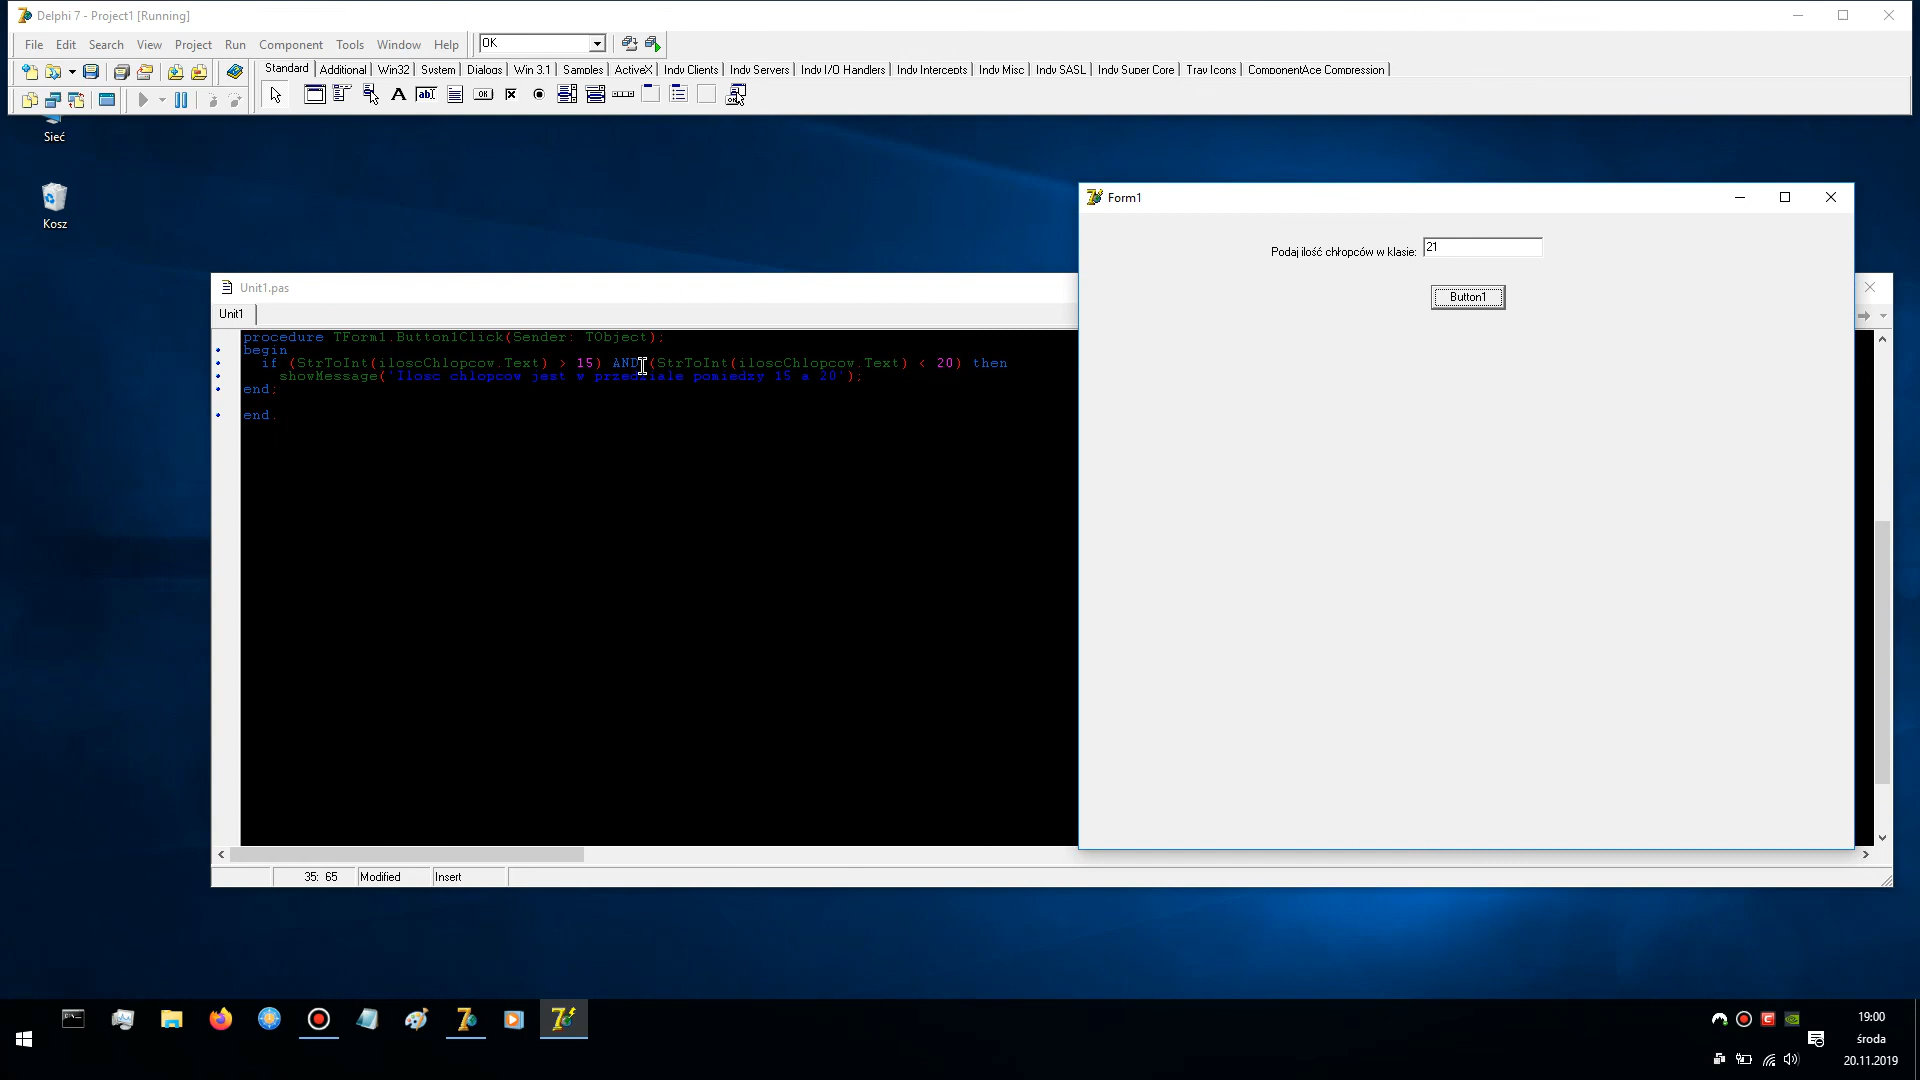 Delphi 7 - Project1 [Running]
File Edit Search View Project Run Component Tools Window Help
OK
Standard Additional Win32 System Dialogs Win 3.1 Samples ActiveX Indy Clients Indy Servers Indy I/O Handlers Indy Intercepts Indy Misc Indy SASL Indy Super Core Tray Icons ComponentAce Compression
Sieć
Kosz
Form1
Podaj ilość chłopców w klasie: 21
Button1
Unit1.pas
Unit1
procedure TForm1.Button1Click(Sender: TObject);
begin
if (StrToInt(iloscChlopcow.Text) > 15) AND (StrToInt(iloscChlopcow.Text) < 20) then
showMessage('Ilosc chlopcow jest w przedziale pomiedzy 15 a 20');
end;
end.
35: 65 Modified Insert
19:00
środa
20.11.2019